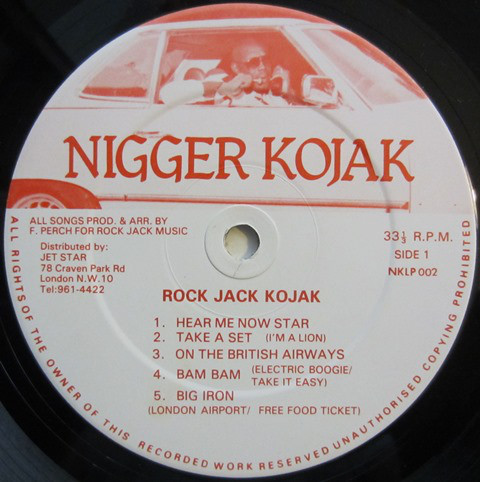 NIGGER KOJAK
ALL SONGS PROD. & ARR. BY
F. PERCH FOR ROCK JACK MUSIC
Distributed by:
JET STAR
78 Craven Park Rd
London N.W.10
Tel:961-4422
33⅓ R.P.M.
SIDE 1
NKLP 002
ROCK JACK KOJAK
1. HEAR ME NOW STAR
2. TAKE A SET (I'M A LION)
3. ON THE BRITISH AIRWAYS
4. BAM BAM (ELECTRIC BOOGIE/
TAKE IT EASY)
5. BIG IRON
(LONDON AIRPORT/ FREE FOOD TICKET)
ALL RIGHTS OF THE OWNER OF THIS RECORDED WORK RESERVED UNAUTHORISED COPYING PROHIBITED